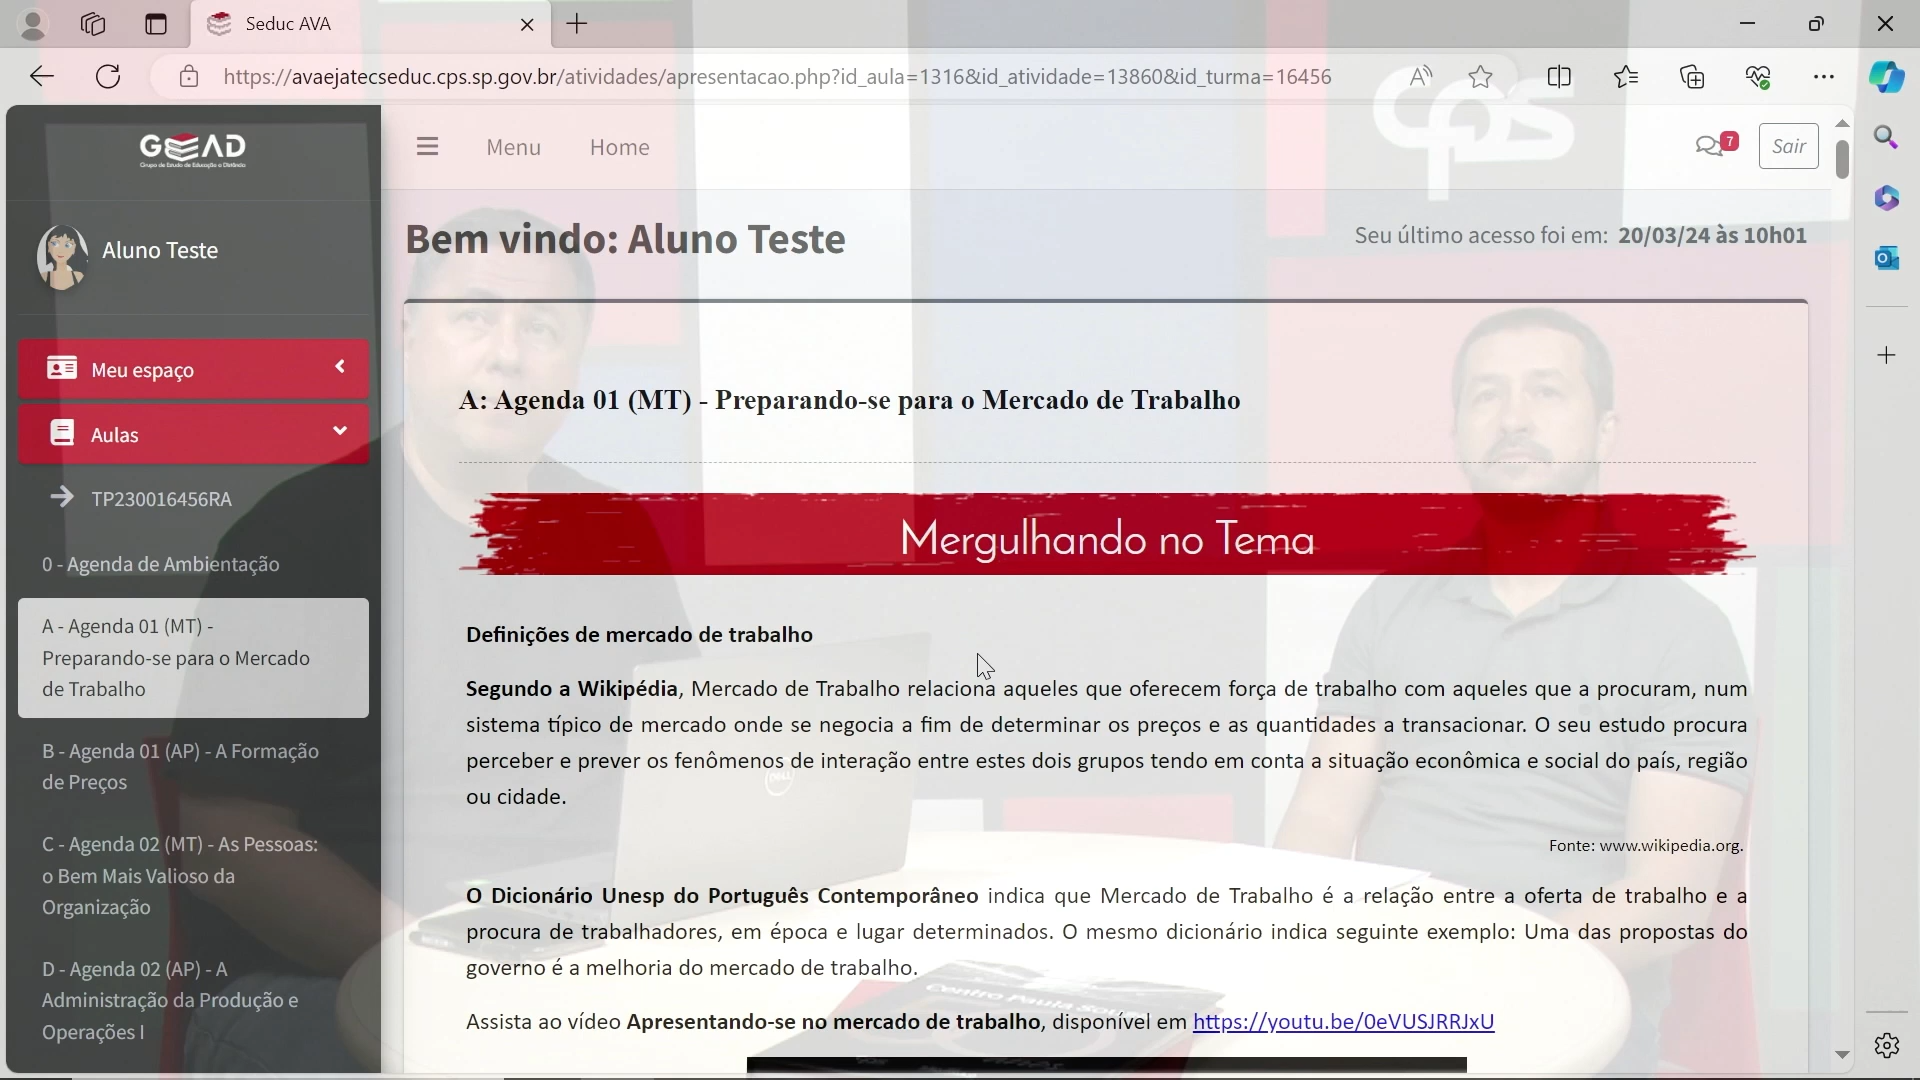 Seduc AVA
https://avaejatecseduc.cps.sp.gov.br/atividades/apresentacao.php?id_aula=1316&id_atividade=13860&id_turma=16456
GEAD
Grupo de Estudo de Educação a Distância
cps
Menu
Home
7
Sair
Bem vindo: Aluno Teste
Seu último acesso foi em: 20/03/24 às 10h01
Aluno Teste
Meu espaço
Aulas
TP230016456RA
0 - Agenda de Ambientação
A - Agenda 01 (MT) -
Preparando-se para o Mercado
de Trabalho
B - Agenda 01 (AP) - A Formação
de Preços
C - Agenda 02 (MT) - As Pessoas:
o Bem Mais Valioso da
Organização
D - Agenda 02 (AP) - A
Administração da Produção e
Operações I
A: Agenda 01 (MT) - Preparando-se para o Mercado de Trabalho
Mergulhando no Tema
Definições de mercado de trabalho
Segundo a Wikipédia, Mercado de Trabalho relaciona aqueles que oferecem força de trabalho com aqueles que a procuram, num
sistema típico de mercado onde se negocia a fim de determinar os preços e as quantidades a transacionar. O seu estudo procura
perceber e prever os fenômenos de interação entre estes dois grupos tendo em conta a situação econômica e social do país, região
ou cidade.
Fonte: www.wikipedia.org.
O Dicionário Unesp do Português Contemporâneo indica que Mercado de Trabalho é a relação entre a oferta de trabalho e a
procura de trabalhadores, em época e lugar determinados. O mesmo dicionário indica seguinte exemplo: Uma das propostas do
governo é a melhoria do mercado de trabalho.
Centro Paula Souza
Assista ao vídeo Apresentando-se no mercado de trabalho, disponível em https://youtu.be/0eVUSJRRJxU